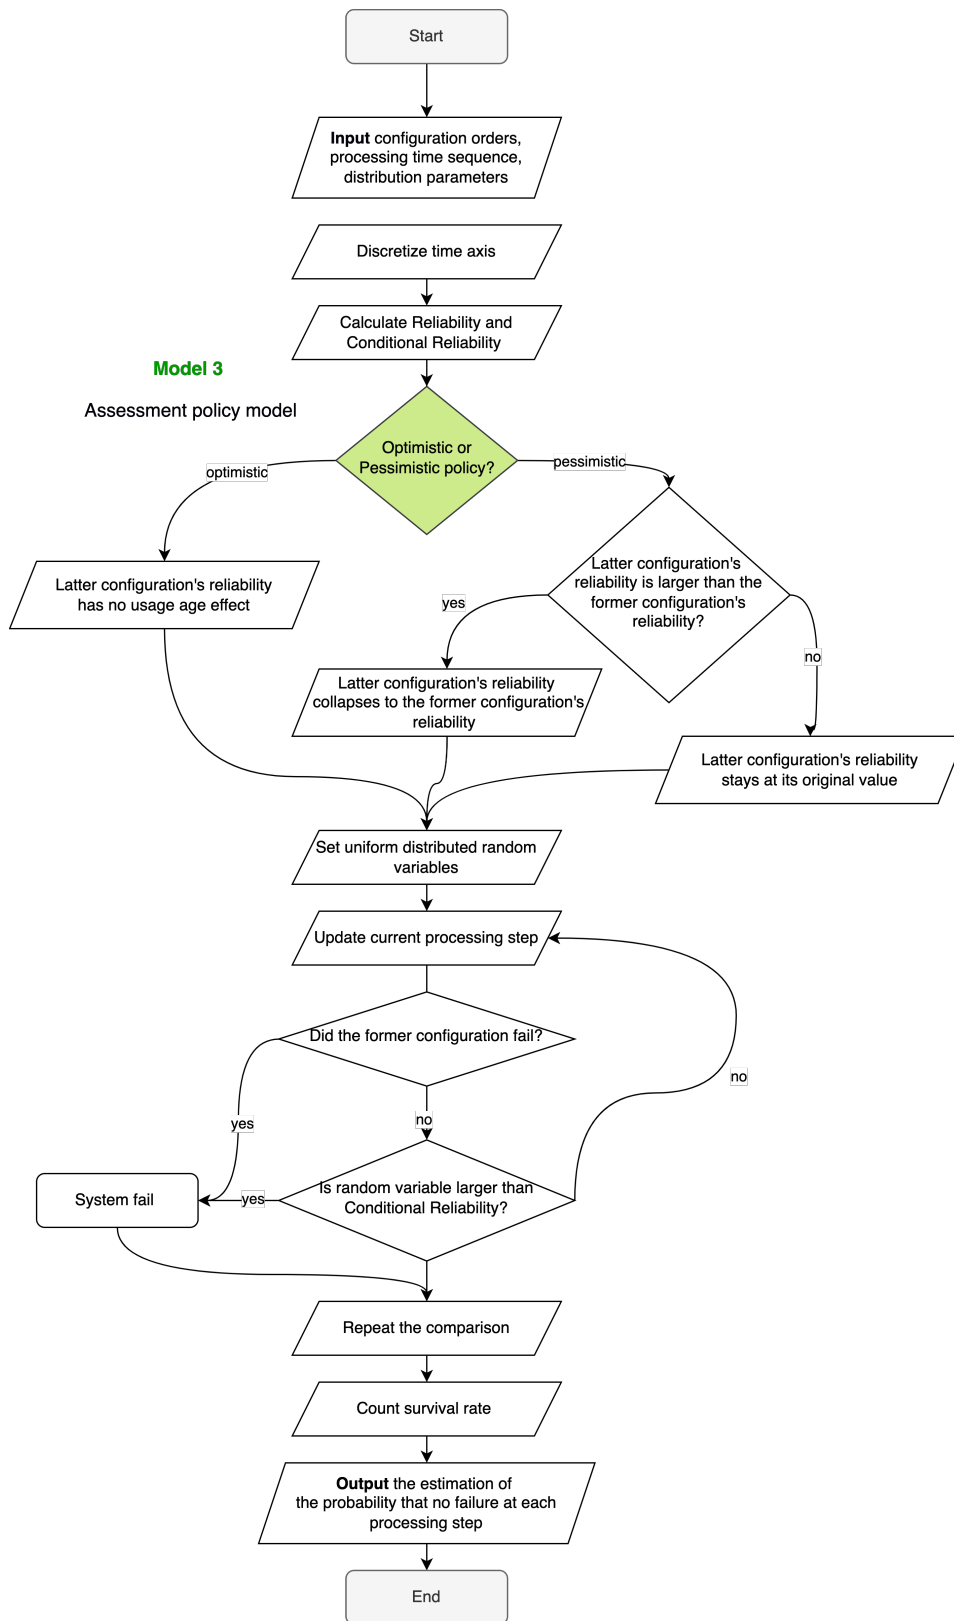 Start
Input configuration orders,
processing time sequence,
distribution parameters
Discretize time axis
Calculate Reliability and
Conditional Reliability
Model 3
Assessment policy model
Optimistic or
Pessimistic policy?
optimistic
pessimistic
Latter configuration's
reliability is larger than the
former configuration's
reliability?
Latter configuration's reliability
has no usage age effect
yes
no
Latter configuration's reliability
collapses to the former configuration's
reliability
Latter configuration's reliability
stays at its original value
Set uniform distributed random
variables
Update current processing step
Did the former configuration fail?
no
yes
no
Is random variable larger than
Conditional Reliability?
yes
System fail
Repeat the comparison
Count survival rate
Output the estimation of
the probability that no failure at each
processing step
End